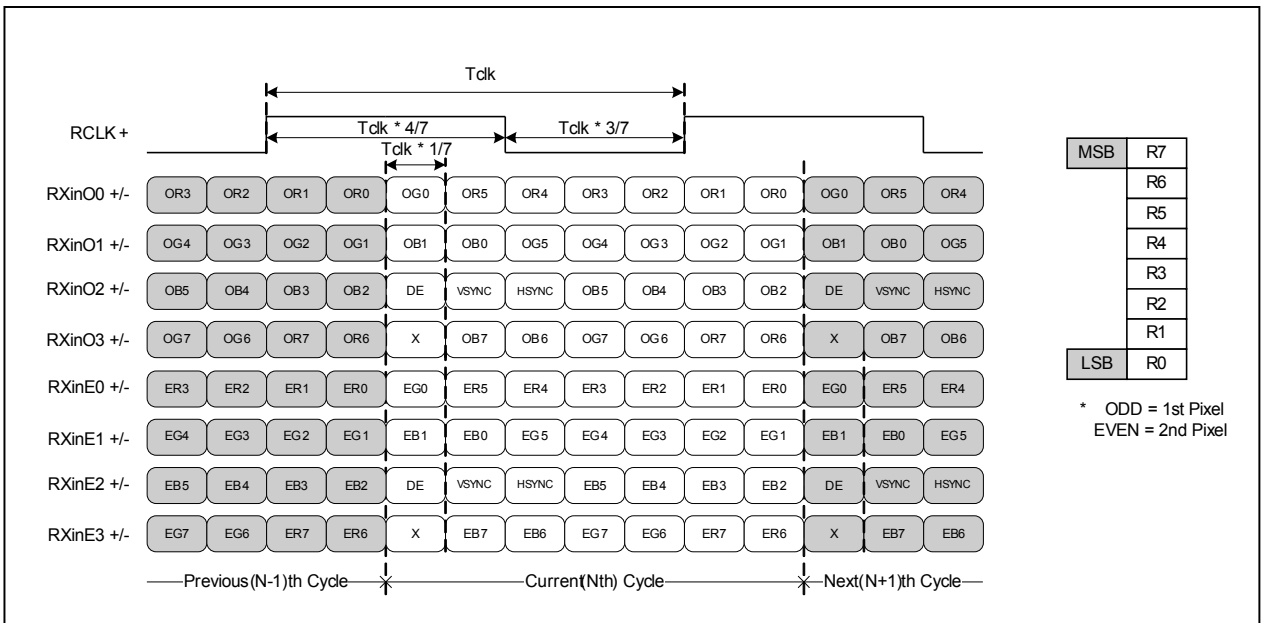 Tclk
RCLK +
Tclk * 4/7
Tclk * 3/7
Tclk * 1/7
RXinO0 +/- OR3 OR2 OR1 OR0 OG0 OR5 OR4 OR3 OR2 OR1 OR0 OG0 OR5 OR4
RXinO1 +/- OG4 OG3 OG2 OG1 OB1 OB0 OG5 OG4 OG3 OG2 OG1 OB1 OB0 OG5
RXinO2 +/- OB5 OB4 OB3 OB2 DE VSYNC HSYNC OB5 OB4 OB3 OB2 DE VSYNC HSYNC
RXinO3 +/- OG7 OG6 OR7 OR6 X OB7 OB6 OG7 OG6 OR7 OR6 X OB7 OB6
RXinE0 +/- ER3 ER2 ER1 ER0 EG0 ER5 ER4 ER3 ER2 ER1 ER0 EG0 ER5 ER4
RXinE1 +/- EG4 EG3 EG2 EG1 EB1 EB0 EG5 EG4 EG3 EG2 EG1 EB1 EB0 EG5
RXinE2 +/- EB5 EB4 EB3 EB2 DE VSYNC HSYNC EB5 EB4 EB3 EB2 DE VSYNC HSYNC
RXinE3 +/- EG7 EG6 ER7 ER6 X EB7 EB6 EG7 EG6 ER7 ER6 X EB7 EB6
Previous(N-1)th Cycle Current(Nth) Cycle Next(N+1)th Cycle
MSB R7
R6
R5
R4
R3
R2
R1
LSB R0
* ODD = 1st Pixel
EVEN = 2nd Pixel